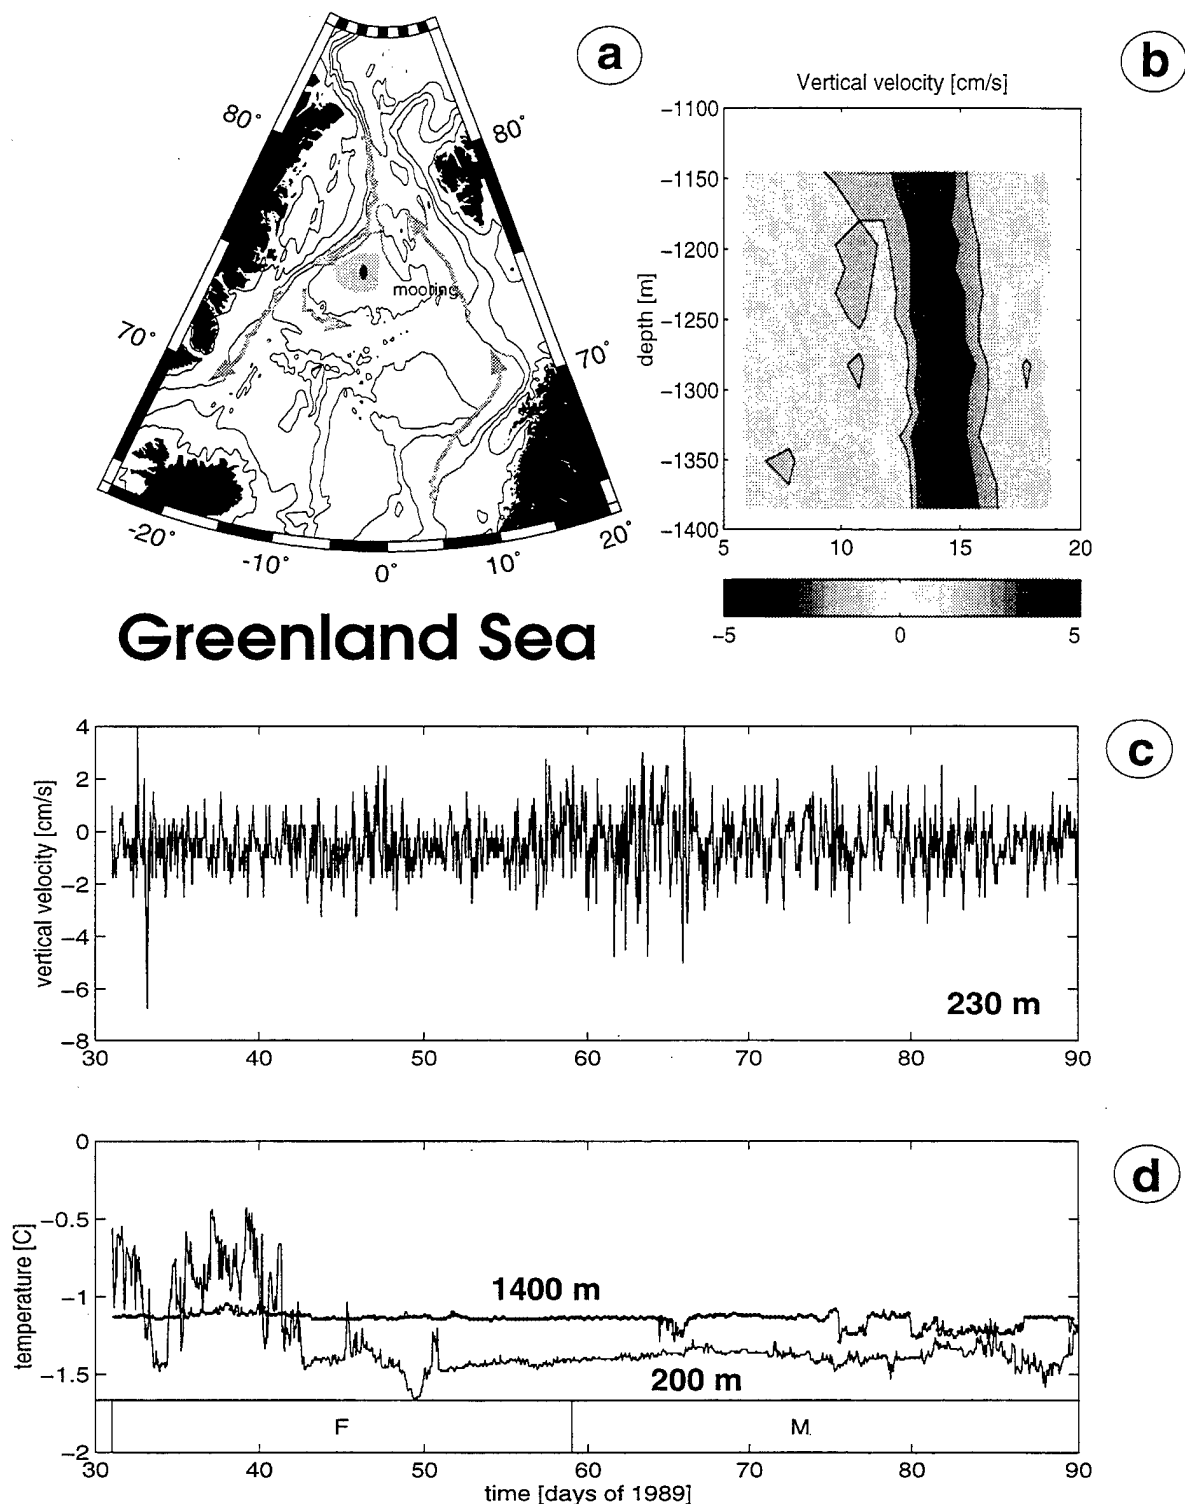 a
80°
80°
mooring
70°
70°
-20°
-10°
0°
10°
20°
Greenland Sea
b
Vertical velocity [cm/s]
depth [m]
-1100
-1150
-1200
-1250
-1300
-1350
-1400
5 10 15 20
-5 0 5
c
vertical velocity [cm/s]
4
2
0
-2
-4
-6
-8
230 m
30 40 50 60 70 80 90
d
temperature [C]
0
-0.5
-1
-1.5
-2
1400 m
200 m
F M
30 40 50 60 70 80 90
time [days of 1989]